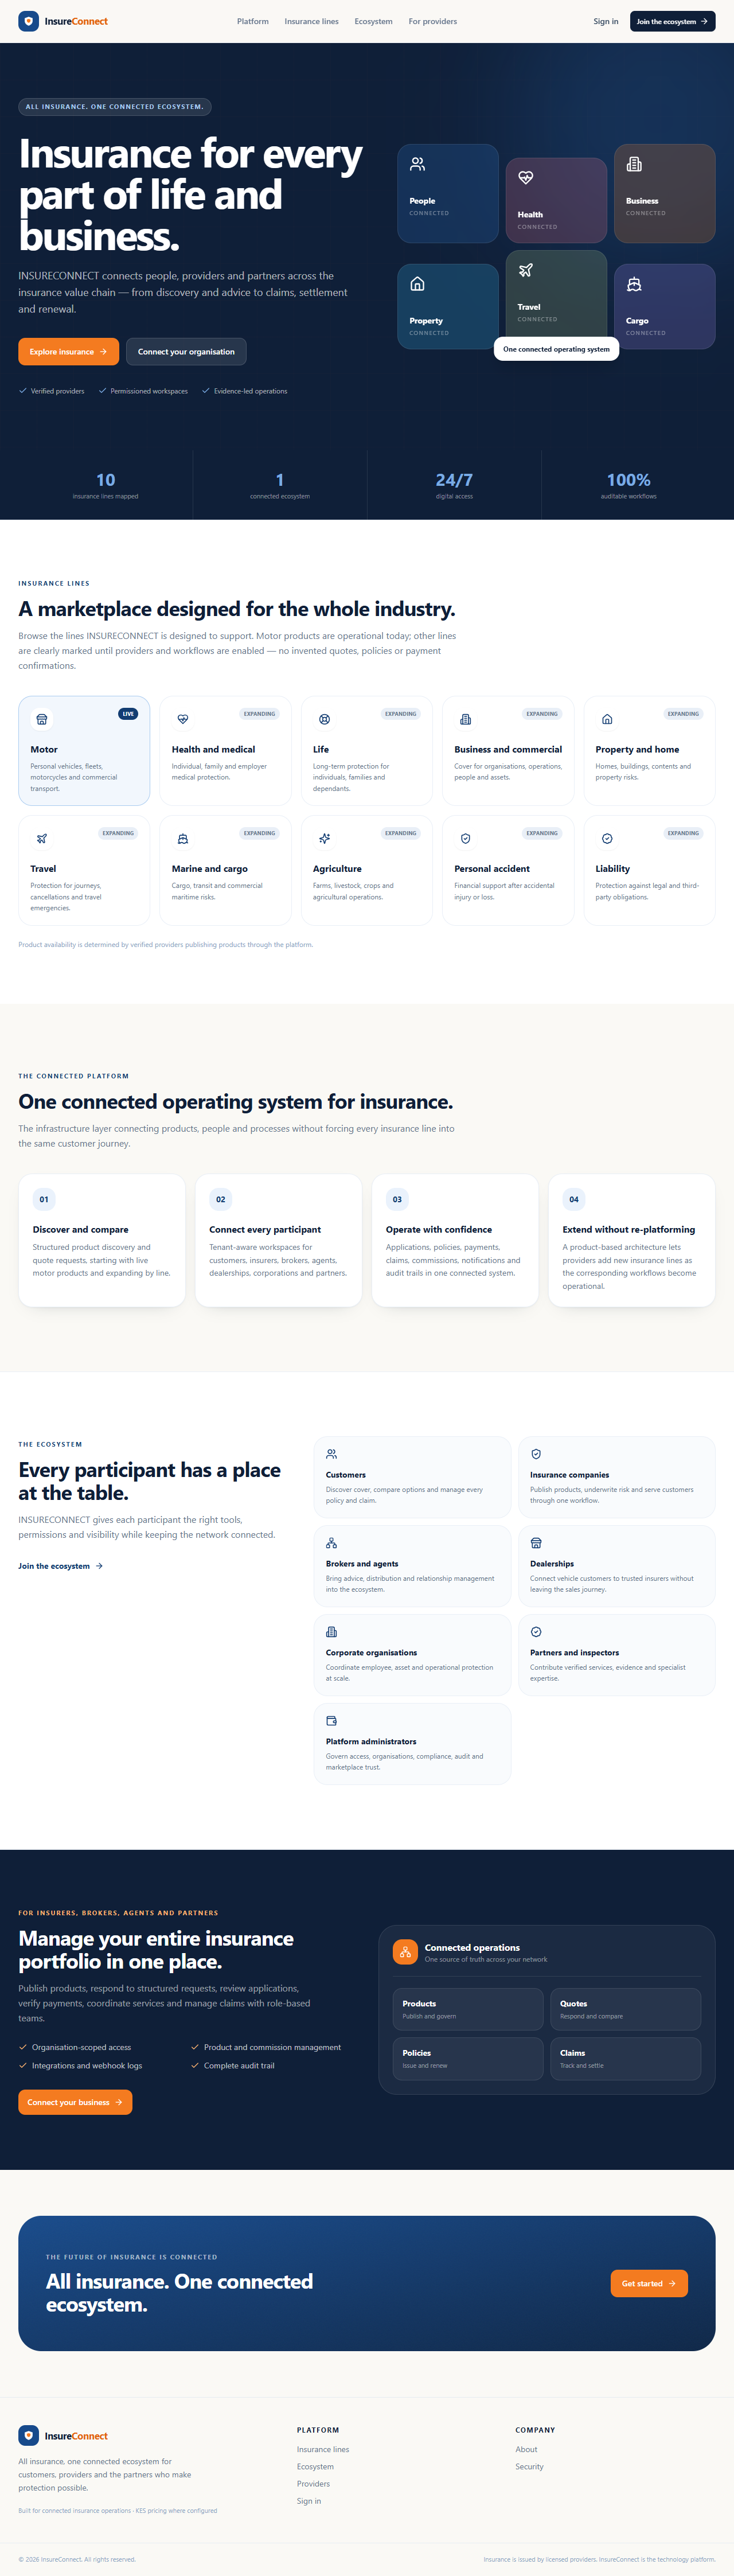 InsureConnect
Platform
Insurance lines
Ecosystem
For providers
Sign in
Join the ecosystem
ALL INSURANCE. ONE CONNECTED ECOSYSTEM.
Insurance for every
part of life and
business.
INSURECONNECT connects people, providers and partners across the
insurance value chain — from discovery and advice to claims, settlement
and renewal.
Explore insurance
Connect your organisation
Verified providers
Permissioned workspaces
Evidence-led operations
People
CONNECTED
Health
CONNECTED
Business
CONNECTED
Property
CONNECTED
Travel
CONNECTED
Cargo
CONNECTED
One connected operating system
10
insurance lines mapped
1
connected ecosystem
24/7
digital access
100%
auditable workflows
INSURANCE LINES
A marketplace designed for the whole industry.
Browse the lines INSURECONNECT is designed to support. Motor products are operational today; other lines
are clearly marked until providers and workflows are enabled — no invented quotes, policies or payment
confirmations.
LIVE
Motor
Personal vehicles, fleets,
motorcycles and commercial
transport.
EXPANDING
Health and medical
Individual, family and employer
medical protection.
EXPANDING
Life
Long-term protection for
individuals, families and
dependants.
EXPANDING
Business and commercial
Cover for organisations, operations,
people and assets.
EXPANDING
Property and home
Homes, buildings, contents and
property risks.
EXPANDING
Travel
Protection for journeys,
cancellations and travel
emergencies.
EXPANDING
Marine and cargo
Cargo, transit and commercial
maritime risks.
EXPANDING
Agriculture
Farms, livestock, crops and
agricultural operations.
EXPANDING
Personal accident
Financial support after accidental
injury or loss.
EXPANDING
Liability
Protection against legal and third-
party obligations.
Product availability is determined by verified providers publishing products through the platform.
THE CONNECTED PLATFORM
One connected operating system for insurance.
The infrastructure layer connecting products, people and processes without forcing every insurance line into
the same customer journey.
01
Discover and compare
Structured product discovery and
quote requests, starting with live
motor products and expanding by line.
02
Connect every participant
Tenant-aware workspaces for
customers, insurers, brokers, agents,
dealerships, corporations and partners.
03
Operate with confidence
Applications, policies, payments,
claims, commissions, notifications and
audit trails in one connected system.
04
Extend without re-platforming
A product-based architecture lets
providers add new insurance lines as
the corresponding workflows become
operational.
THE ECOSYSTEM
Every participant has a place
at the table.
INSURECONNECT gives each participant the right tools,
permissions and visibility while keeping the network connected.
Join the ecosystem
Customers
Discover cover, compare options and manage every
policy and claim.
Insurance companies
Publish products, underwrite risk and serve customers
through one workflow.
Brokers and agents
Bring advice, distribution and relationship management
into the ecosystem.
Dealerships
Connect vehicle customers to trusted insurers without
leaving the sales journey.
Corporate organisations
Coordinate employee, asset and operational protection
at scale.
Partners and inspectors
Contribute verified services, evidence and specialist
expertise.
Platform administrators
Govern access, organisations, compliance, audit and
marketplace trust.
FOR INSURERS, BROKERS, AGENTS AND PARTNERS
Manage your entire insurance
portfolio in one place.
Publish products, respond to structured requests, review applications,
verify payments, coordinate services and manage claims with role-based
teams.
Organisation-scoped access
Product and commission management
Integrations and webhook logs
Complete audit trail
Connect your business
Connected operations
One source of truth across your network
Products
Publish and govern
Quotes
Respond and compare
Policies
Issue and renew
Claims
Track and settle
THE FUTURE OF INSURANCE IS CONNECTED
All insurance. One connected
ecosystem.
Get started
InsureConnect
All insurance, one connected ecosystem for
customers, providers and the partners who make
protection possible.
Built for connected insurance operations · KES pricing where configured
PLATFORM
Insurance lines
Ecosystem
Providers
Sign in
COMPANY
About
Security
© 2026 InsureConnect. All rights reserved.
Insurance is issued by licensed providers. InsureConnect is the technology platform.